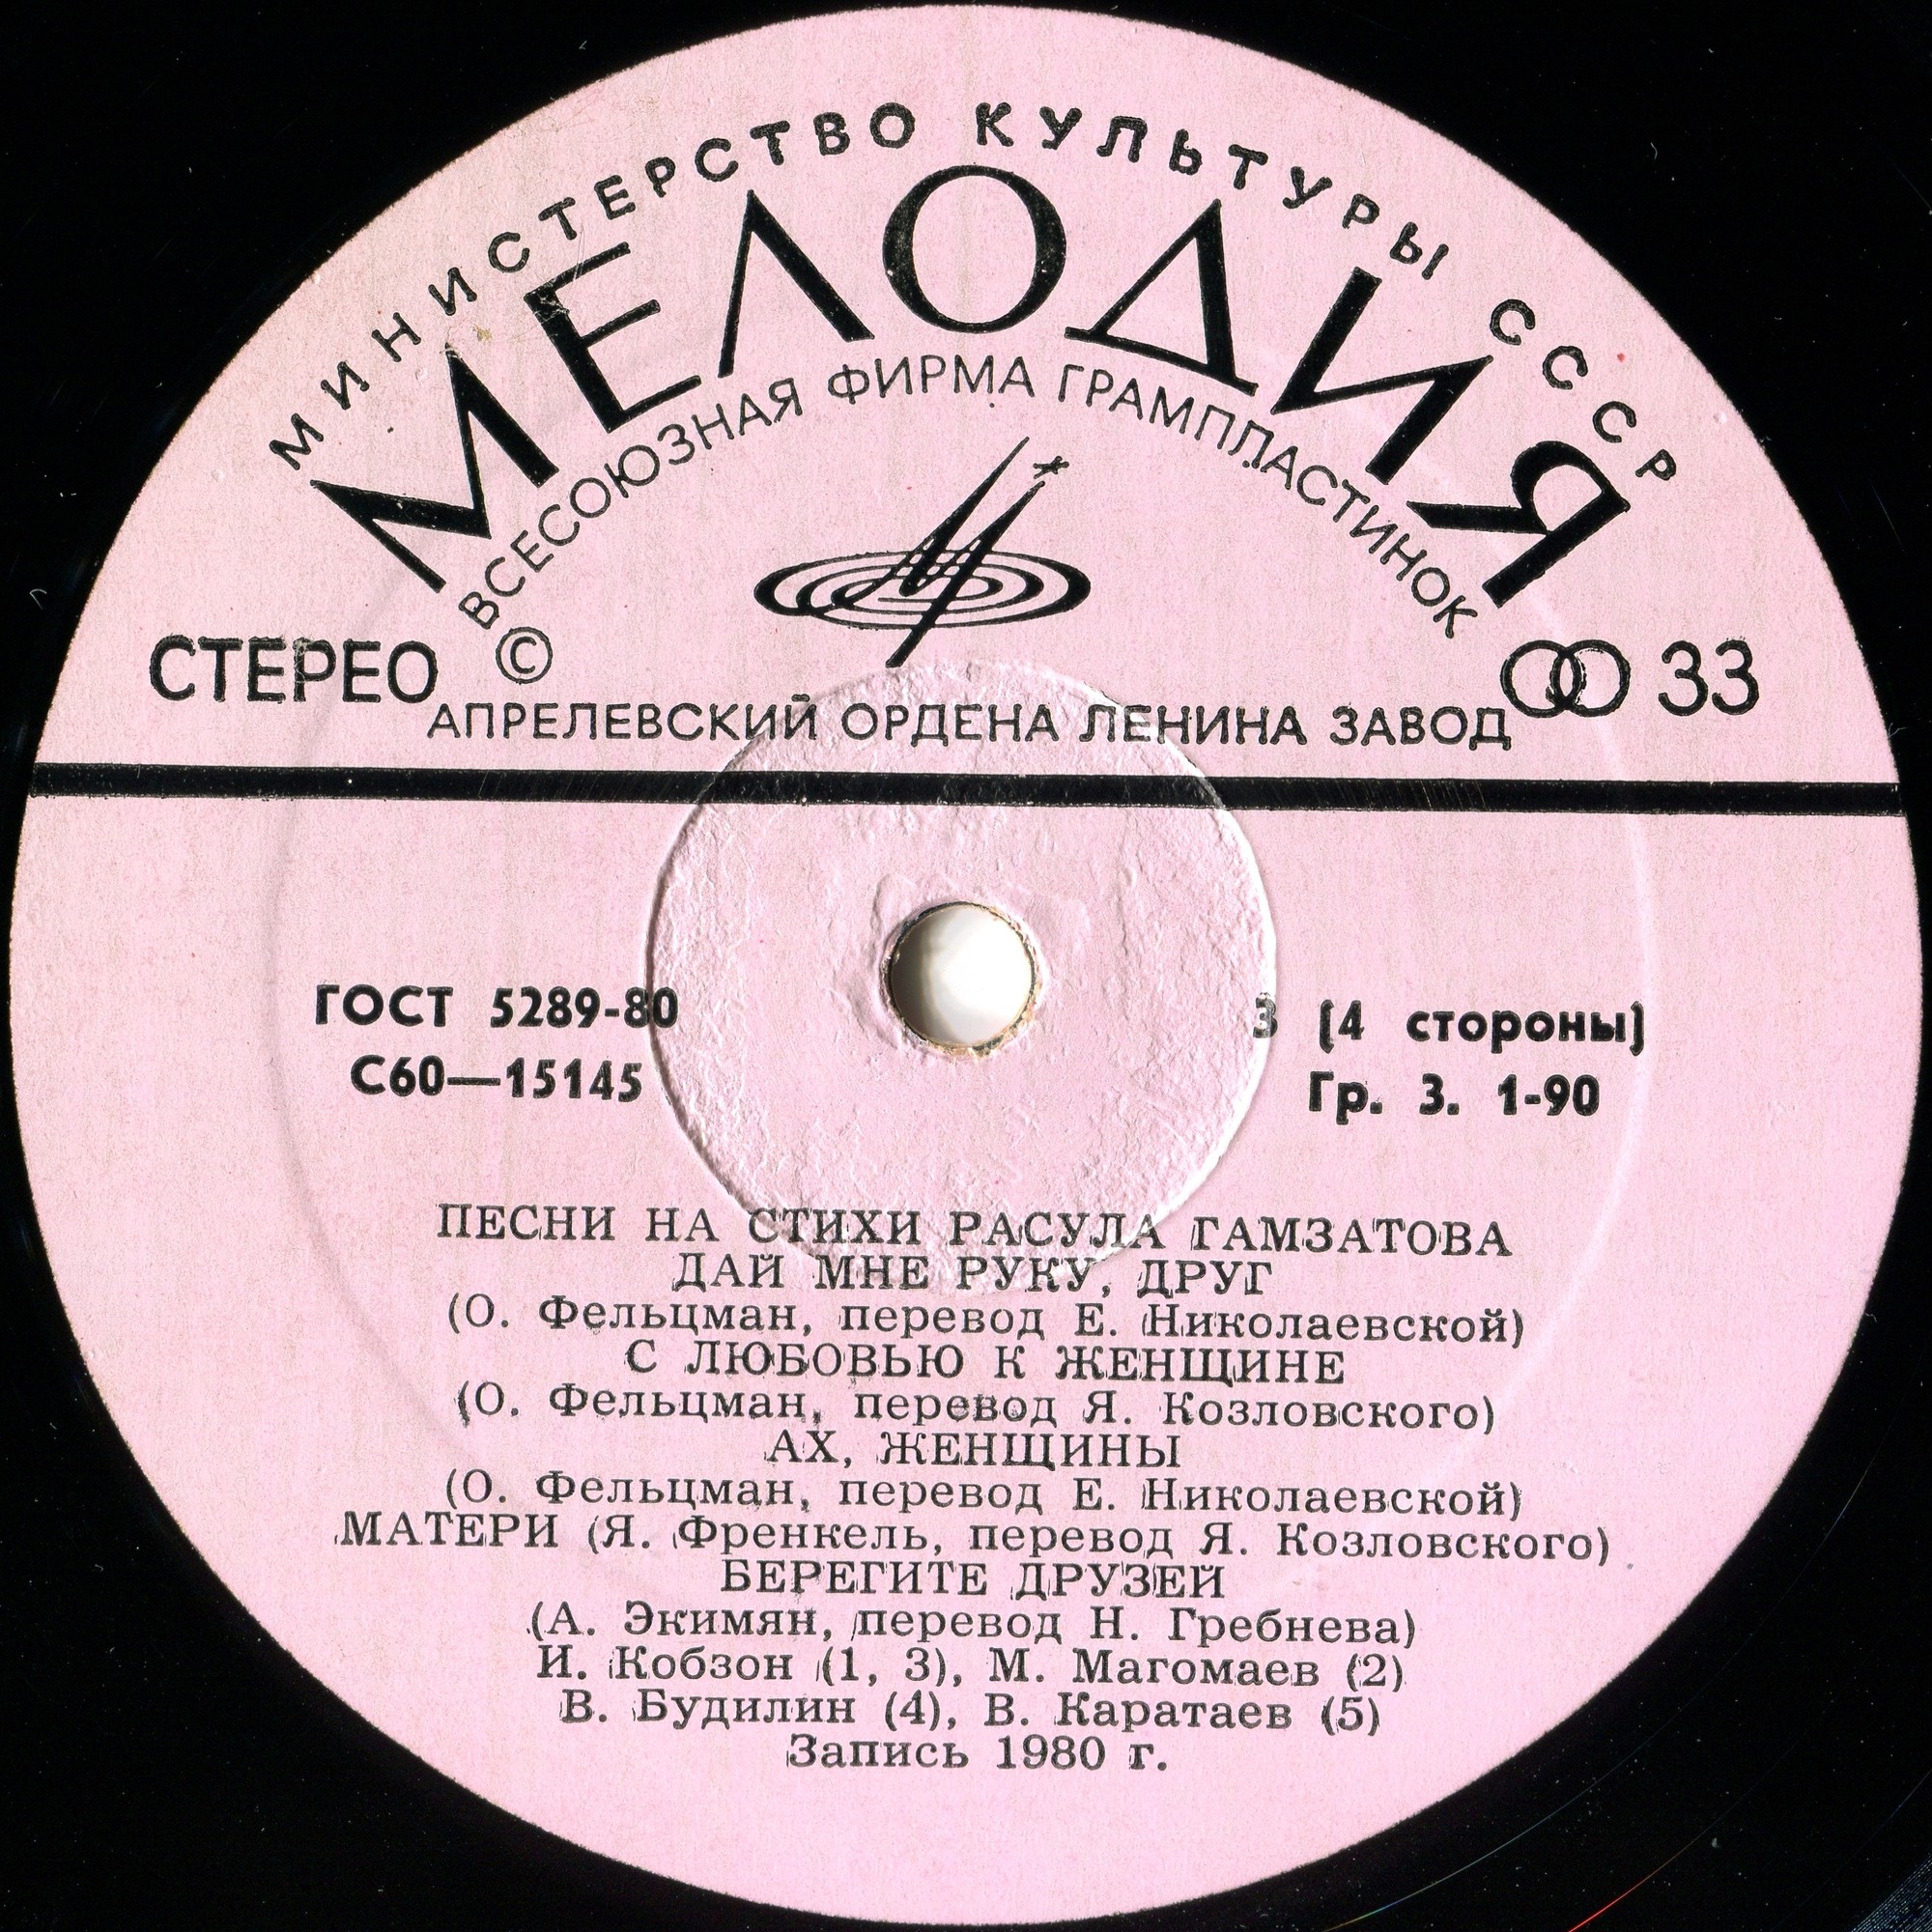 МИНИСТЕРСТВО КУЛЬТУРЫ СССР
МЕЛОДИЯ
ВСЕСОЮЗНАЯ ФИРМА ГРАМПЛАСТИНОК
СТЕРЕО © 33
АПРЕЛЕВСКИЙ ОРДЕНА ЛЕНИНА ЗАВОД
ГОСТ 5289-80 3 (4 стороны)
С60—15145 Гр. 3. 1-90
ПЕСНИ НА СТИХИ РАСУЛА ГАМЗАТОВА
ДАЙ МНЕ РУКУ, ДРУГ
(О. Фельцман, перевод Е. Николаевской)
С ЛЮБОВЬЮ К ЖЕНЩИНЕ
(О. Фельцман, перевод Я. Козловского)
АХ, ЖЕНЩИНЫ
(О. Фельцман, перевод Е. Николаевской)
МАТЕРИ (Я. Френкель, перевод Я. Козловского)
БЕРЕГИТЕ ДРУЗЕЙ
(А. Экимян, перевод Н. Гребнева)
И. Кобзон (1, 3), М. Магомаев (2)
В. Будилин (4), В. Каратаев (5)
Запись 1980 г.